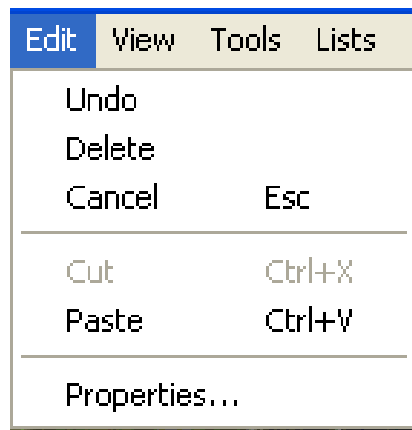 Edit View Tools Lists
Undo
Delete
Cancel Esc
Cut Ctrl+X
Paste Ctrl+V
Properties...